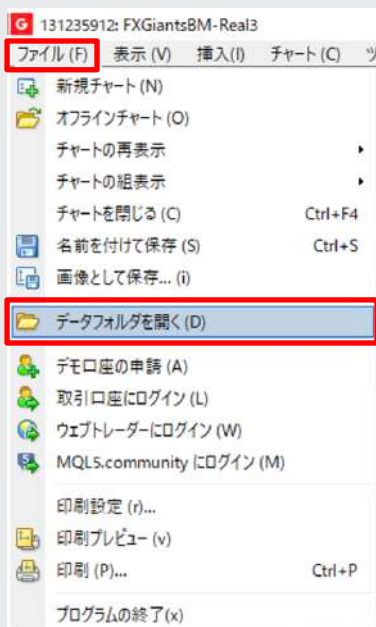 G 131235912: FXGiantsBM-Real3
ファイル (F) 表示 (V) 挿入(I) チャート (C) ツ
新規チャート (N)
オフラインチャート (O)
チャートの再表示
チャートの組表示
チャートを閉じる (C) Ctrl+F4
名前を付けて保存 (S) Ctrl+S
画像として保存... (i)
データフォルダを開く (D)
デモ口座の申請 (A)
取引口座にログイン (L)
ウェブトレーダーにログイン (W)
MQL5.community にログイン (M)
印刷設定 (r)...
印刷プレビュー (v)
印刷 (P)... Ctrl+P
プログラムの終了(x)